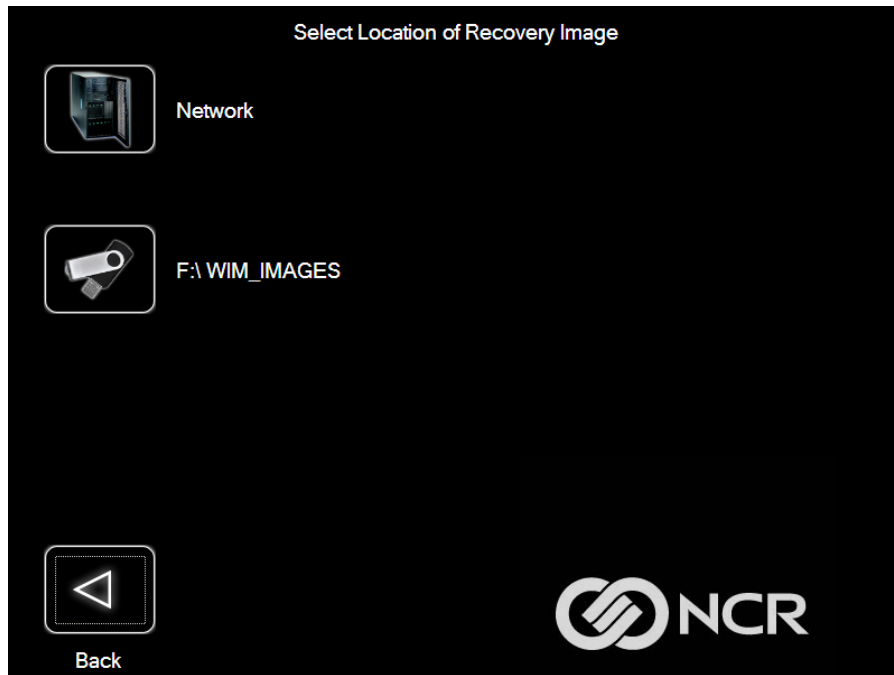 Select Location of Recovery Image
Network
F:\ WIM_IMAGES
Back
NCR